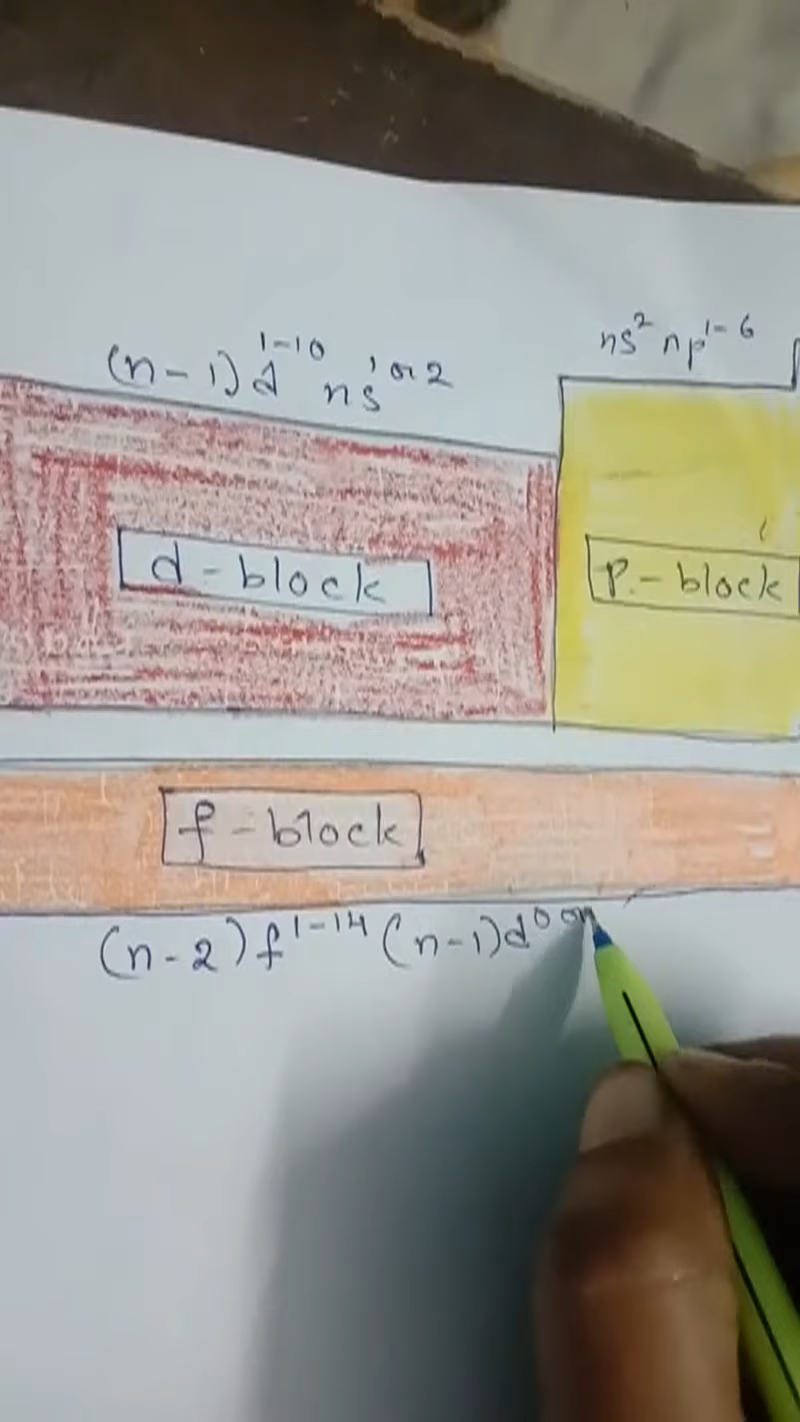 (n-1)d¹⁻¹⁰ ns¹ or 2
ns² np¹⁻⁶
d-block
p-block
f-block
(n-2)f¹⁻¹⁴ (n-1)d⁰ or